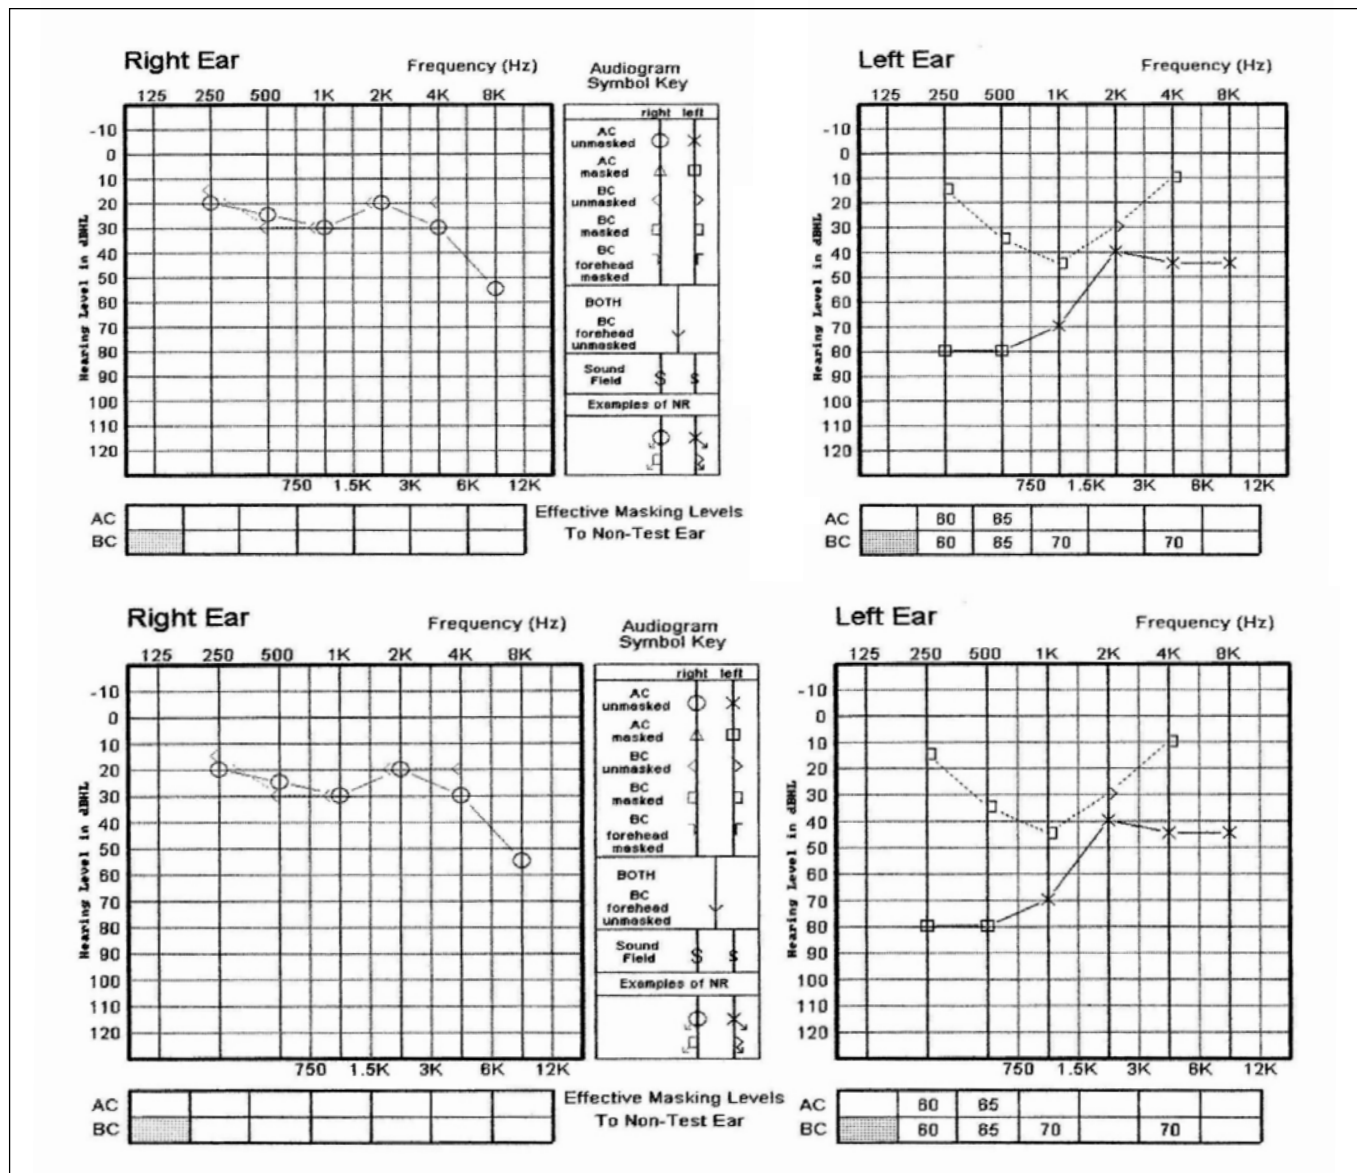 Right Ear
Frequency (Hz)
125 250 500 1K 2K 4K 8K
Hearing Level in dBHL
-10
0
10
20
30
40
50
60
70
80
90
100
110
120
750 1.5K 3K 6K 12K
AC
BC
Audiogram
Symbol Key
right left
AC
unmasked
AC
masked
BC
unmasked
BC
masked
BC
forehead
masked
BOTH
BC
forehead
unmasked
Sound
Field S s
Examples of NR
Effective Masking Levels
To Non-Test Ear
Left Ear
Frequency (Hz)
125 250 500 1K 2K 4K 8K
Hearing Level in dBHL
-10
0
10
20
30
40
50
60
70
80
90
100
110
120
750 1.5K 3K 6K 12K
AC 60 65
BC 60 65 70 70
Right Ear
Frequency (Hz)
125 250 500 1K 2K 4K 8K
Hearing Level in dBHL
-10
0
10
20
30
40
50
60
70
80
90
100
110
120
750 1.5K 3K 6K 12K
AC
BC
Audiogram
Symbol Key
right left
AC
unmasked
AC
masked
BC
unmasked
BC
masked
BC
forehead
masked
BOTH
BC
forehead
unmasked
Sound
Field S s
Examples of NR
Effective Masking Levels
To Non-Test Ear
Left Ear
Frequency (Hz)
125 250 500 1K 2K 4K 8K
Hearing Level in dBHL
-10
0
10
20
30
40
50
60
70
80
90
100
110
120
750 1.5K 3K 6K 12K
AC 60 65
BC 60 65 70 70